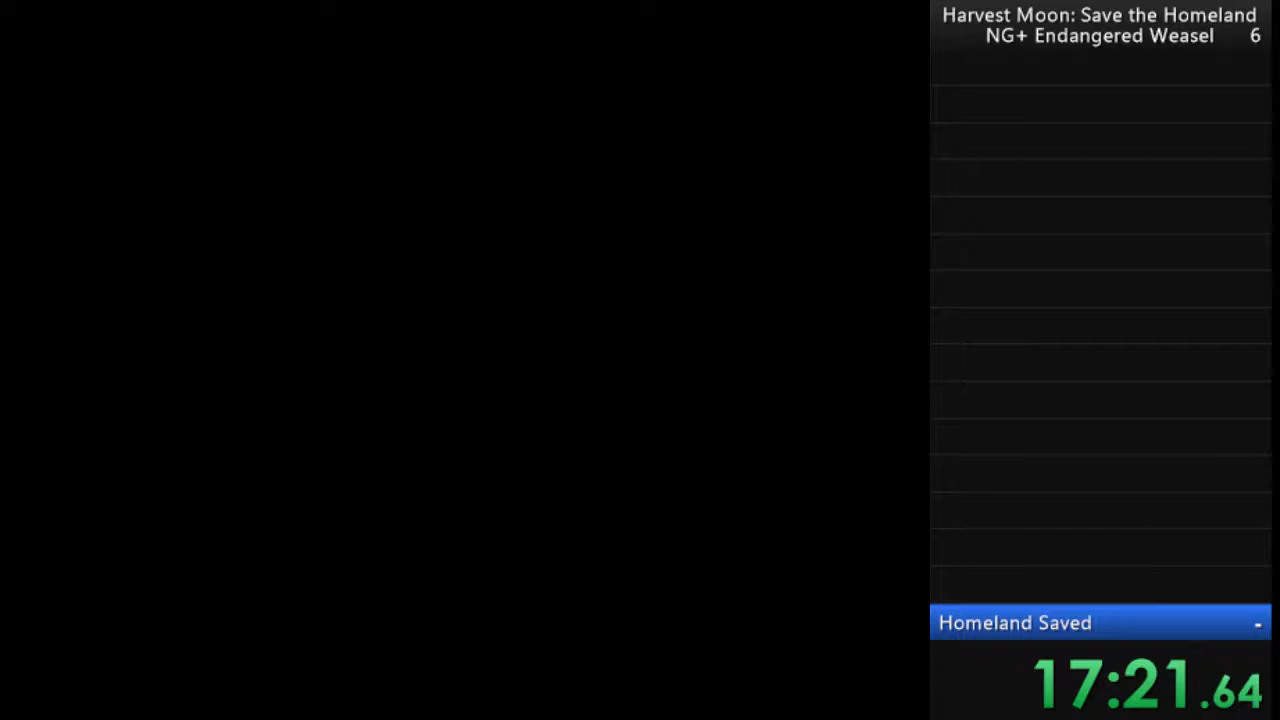 Harvest Moon: Save the Homeland
NG+ Endangered Weasel 6
Homeland Saved -
17:21.64